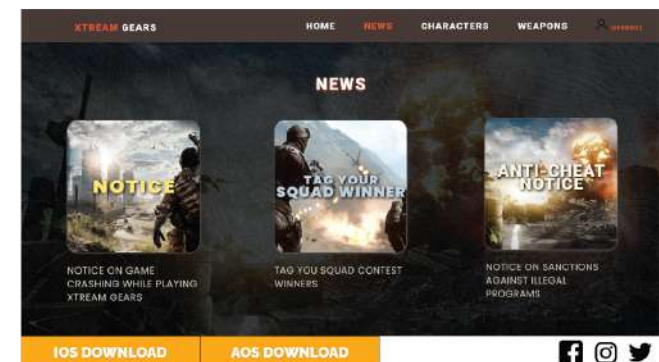 XTREAM GEARS
HOME NEWS CHARACTERS WEAPONS
NEWS
NOTICE
TAG YOUR
SQUAD WINNER
ANTI-CHEAT
NOTICE
NOTICE ON GAME
CRASHING WHILE PLAYING
XTREAM GEARS
TAG YOU SQUAD CONTEST
WINNERS
NOTICE ON SANCTIONS
AGAINST ILLEGAL
PROGRAMS
IOS DOWNLOAD AOS DOWNLOAD